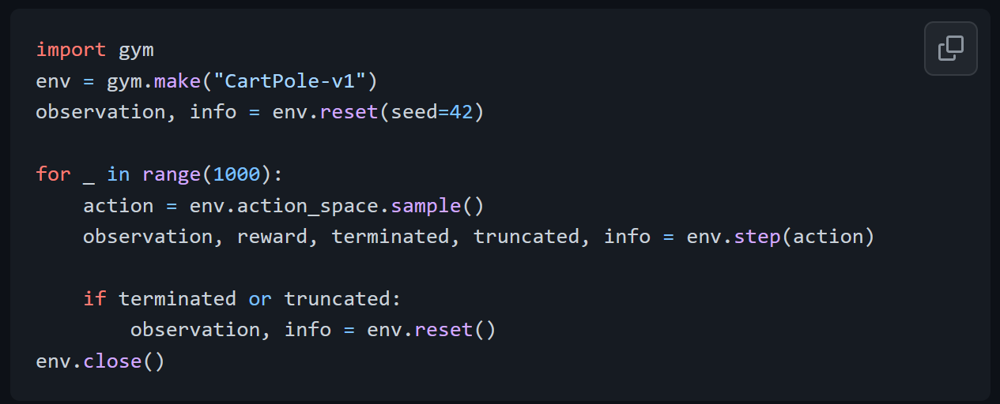 import gym
env = gym.make("CartPole-v1")
observation, info = env.reset(seed=42)

for _ in range(1000):
    action = env.action_space.sample()
    observation, reward, terminated, truncated, info = env.step(action)

    if terminated or truncated:
        observation, info = env.reset()
env.close()